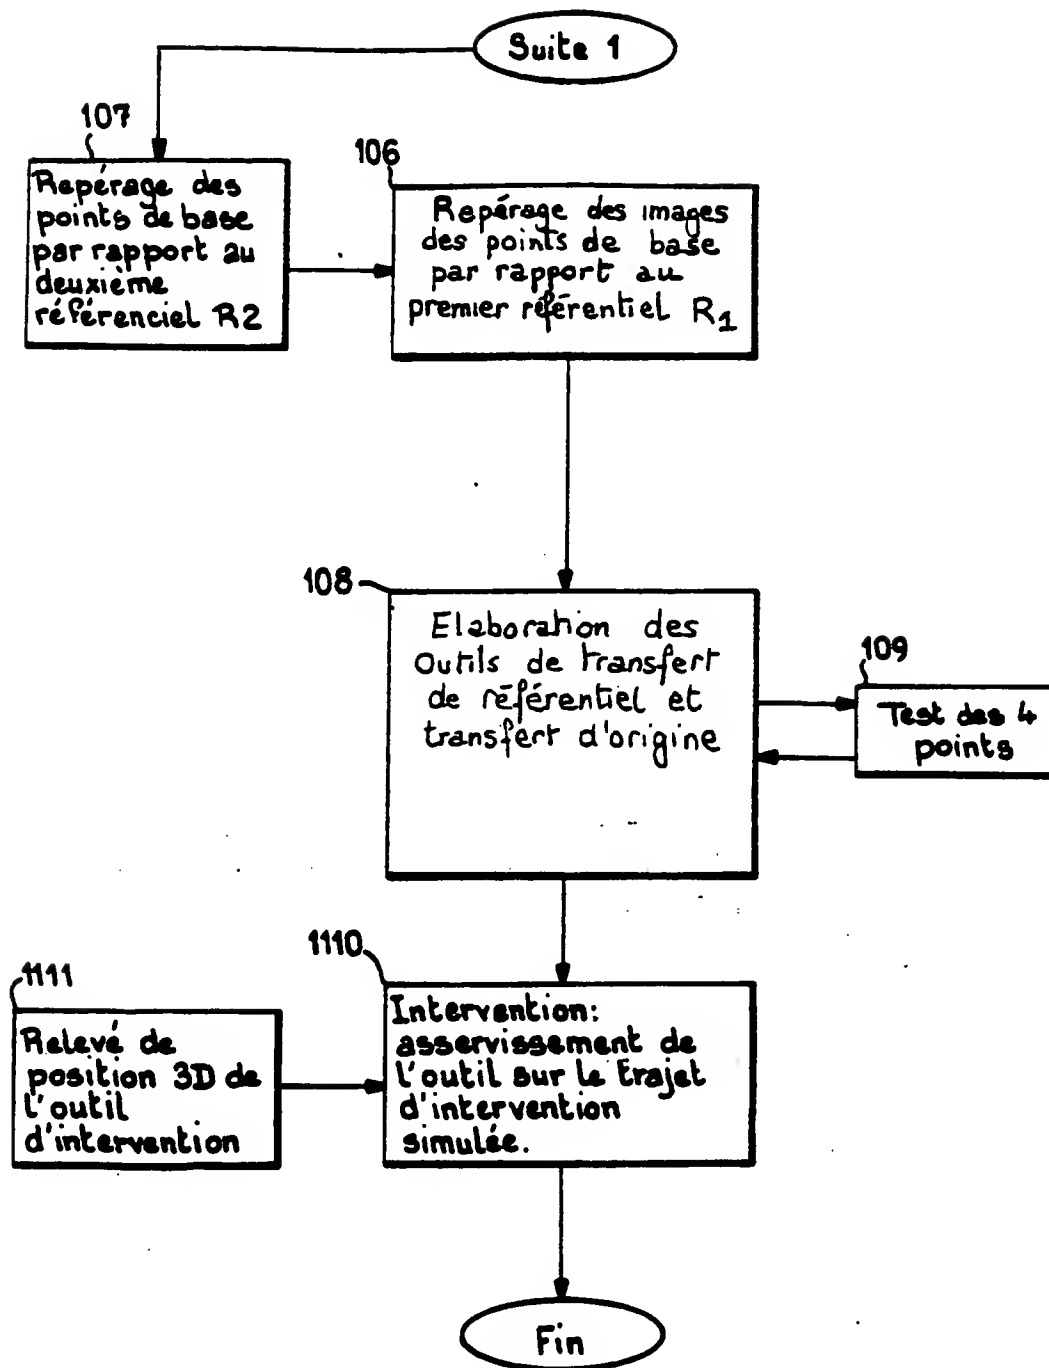 Suite 1
107
Repérage des
points de base
par rapport au
deuxième
référenciel R2
106
Repérage des images
des points de base
par rapport au
premier référentiel R1
108
Elaboration des
Outils de transfert
de référentiel et
transfert d'origine
109
Test des 4
points
1111
Relevé de
position 3D de
l'outil
d'intervention
1110
Intervention:
asservissement de
l'outil sur le trajet
d'intervention
simulée.
Fin